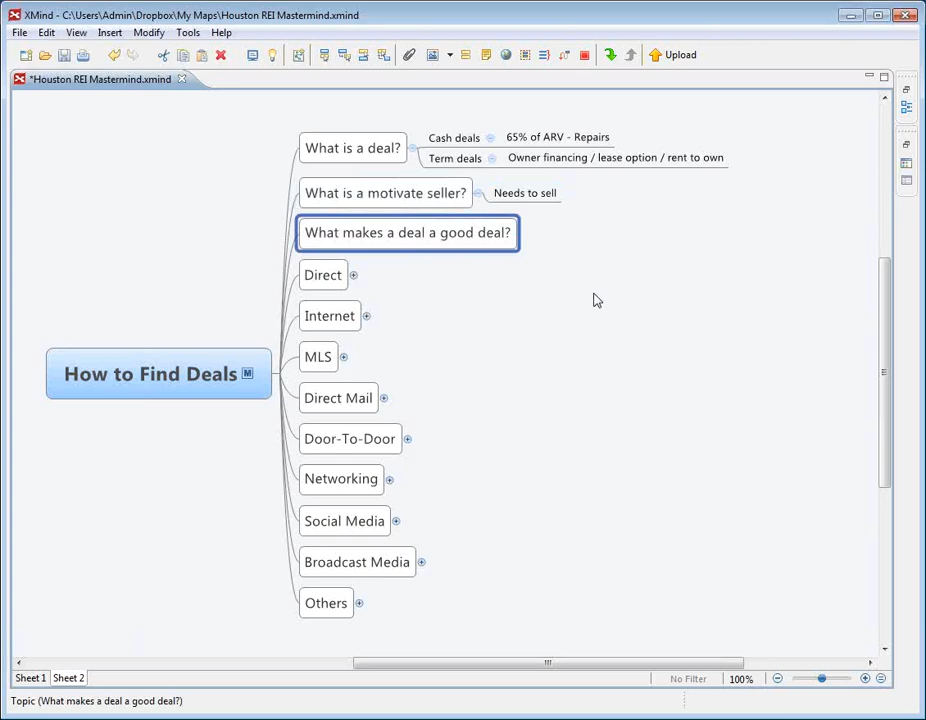 XMind - C:\Users\Admin\Dropbox\My Maps\Houston REI Mastermind.xmind
File Edit View Insert Modify Tools Help
Upload
*Houston REI Mastermind.xmind
What is a deal?
Cash deals
65% of ARV - Repairs
Term deals
Owner financing / lease option / rent to own
What is a motivate seller?
Needs to sell
What makes a deal a good deal?
Direct
Internet
MLS
How to Find Deals
M
Direct Mail
Door-To-Door
Networking
Social Media
Broadcast Media
Others
Sheet 1 Sheet 2
No Filter
100%
Topic (What makes a deal a good deal?)